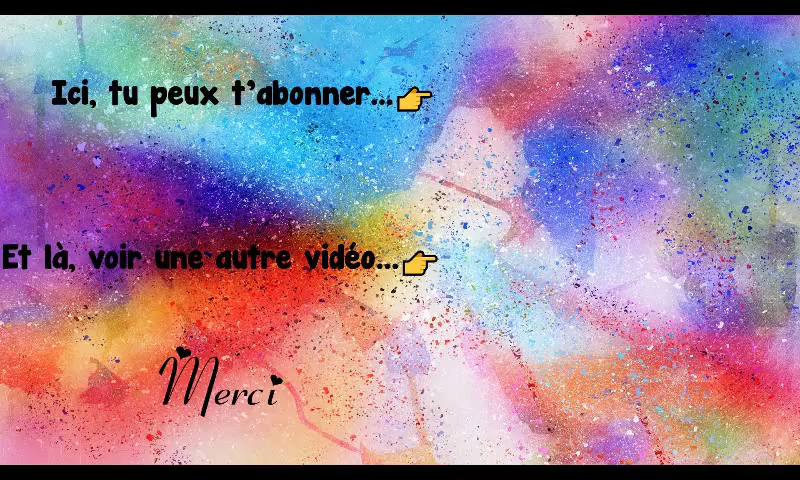 Ici, tu peux t'abonner...👉
Et là, voir une autre vidéo...👉
Merci